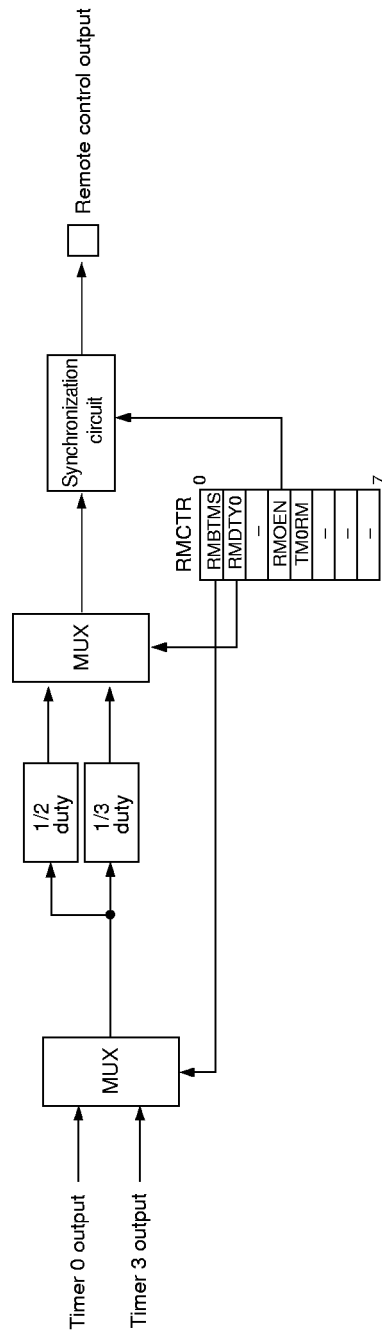 Timer 0 output
Timer 3 output
MUX
1/2
duty
1/3
duty
MUX
Synchronization
circuit
Remote control output
RMCTR
0
RMBTMS
RMDTY0
–
RMOEN
TM0RM
–
–
–
7